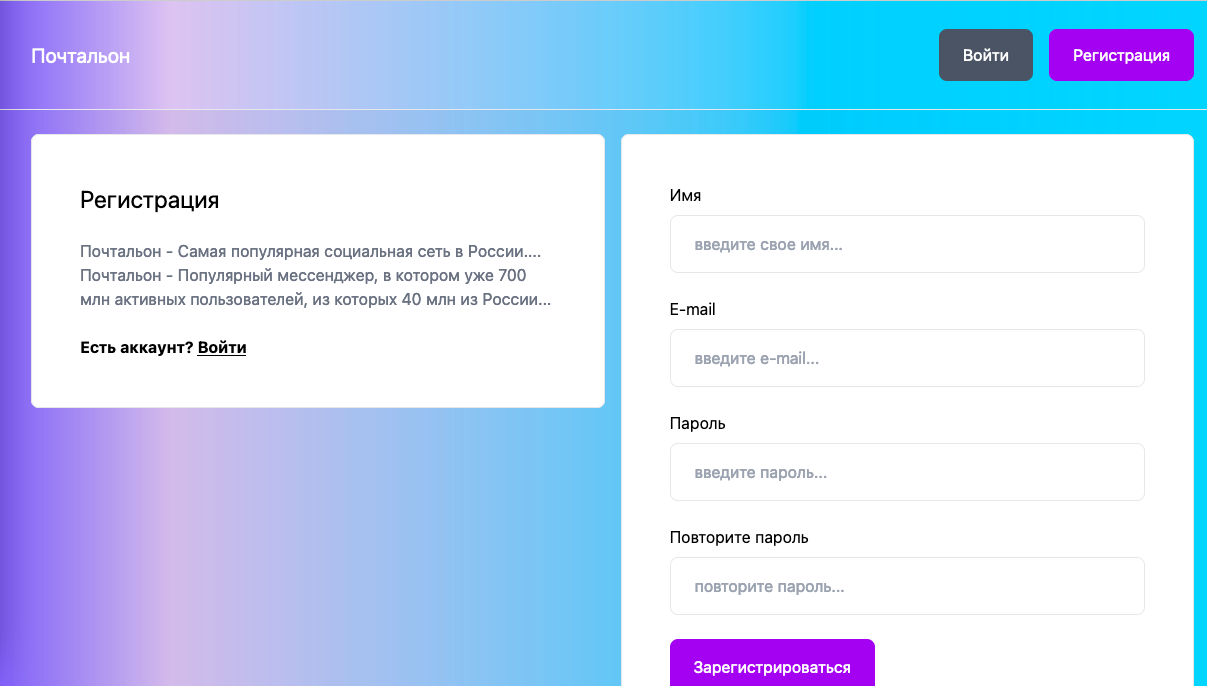 Почтальон
Войти
Регистрация
Регистрация
Почтальон - Самая популярная социальная сеть в России....
Почтальон - Популярный мессенджер, в котором уже 700
млн активных пользователей, из которых 40 млн из России...
Есть аккаунт? Войти
Имя
введите свое имя...
E-mail
введите e-mail...
Пароль
введите пароль...
Повторите пароль
повторите пароль...
Зарегистрироваться